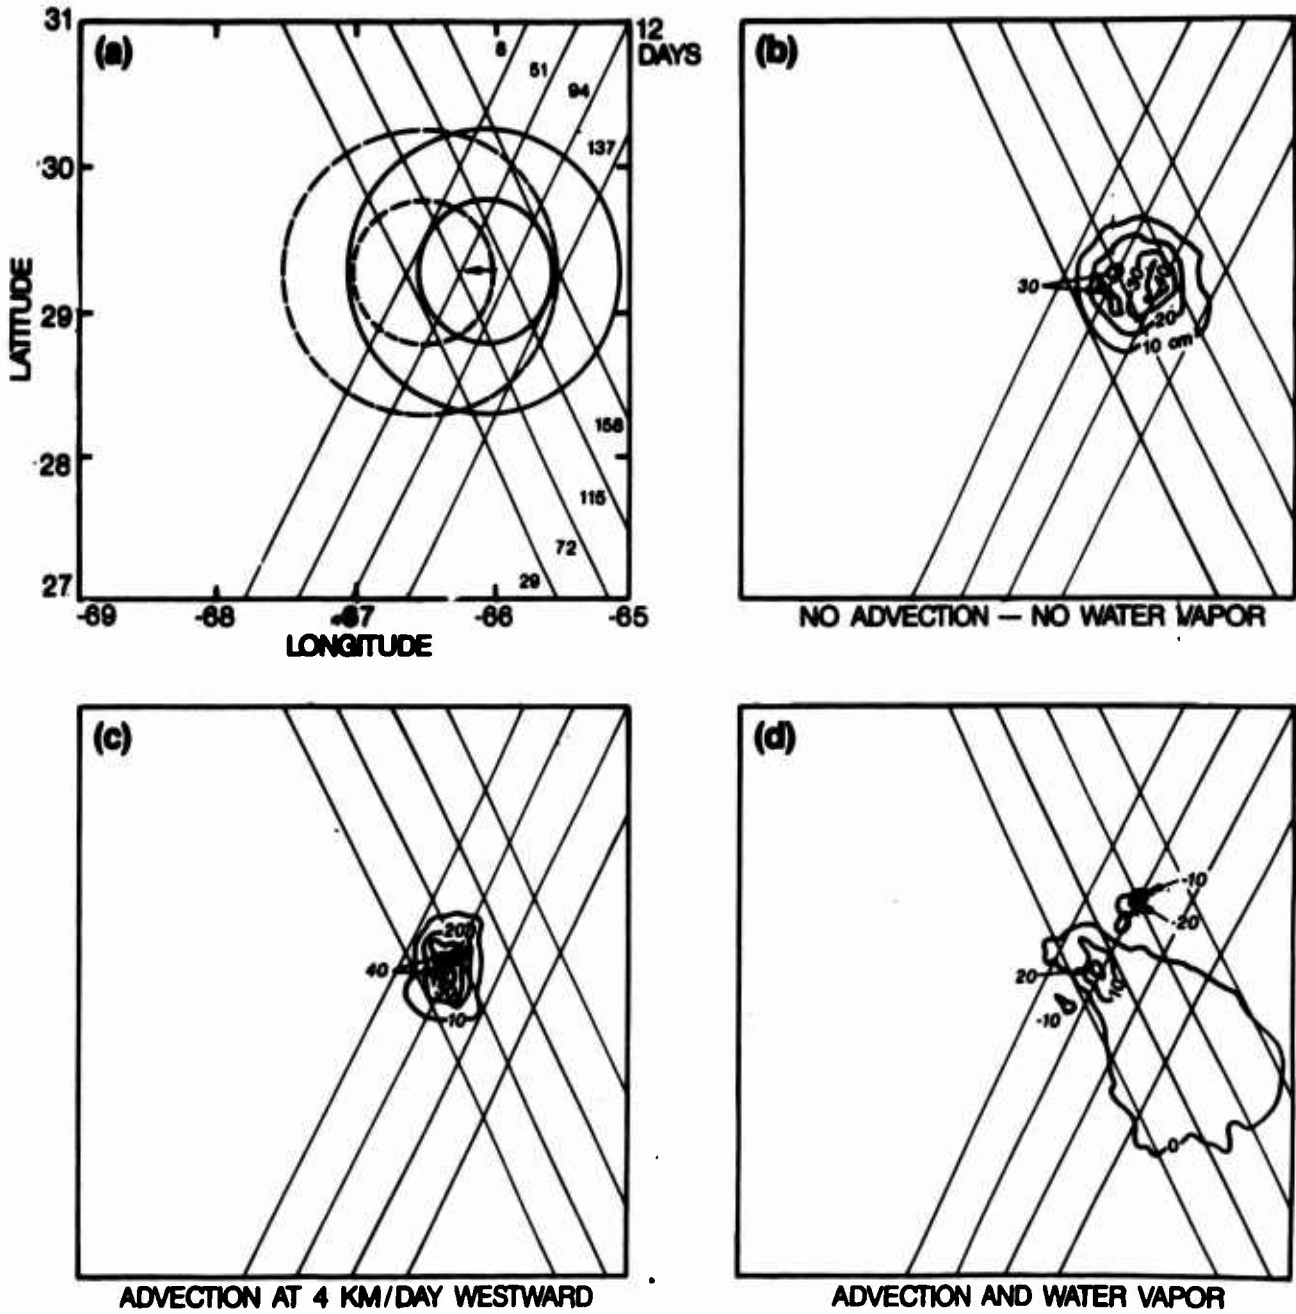 (a)
31
30
29
28
27
LATITUDE
-69
-68
-67
-66
-65
LONGITUDE
12
DAYS
8
51
94
137
158
115
72
29
(b)
30
20
10 cm
NO ADVECTION — NO WATER VAPOR
(c)
20
40
10
ADVECTION AT 4 KM/DAY WESTWARD
(d)
-10
-20
20
10
-10
0
ADVECTION AND WATER VAPOR